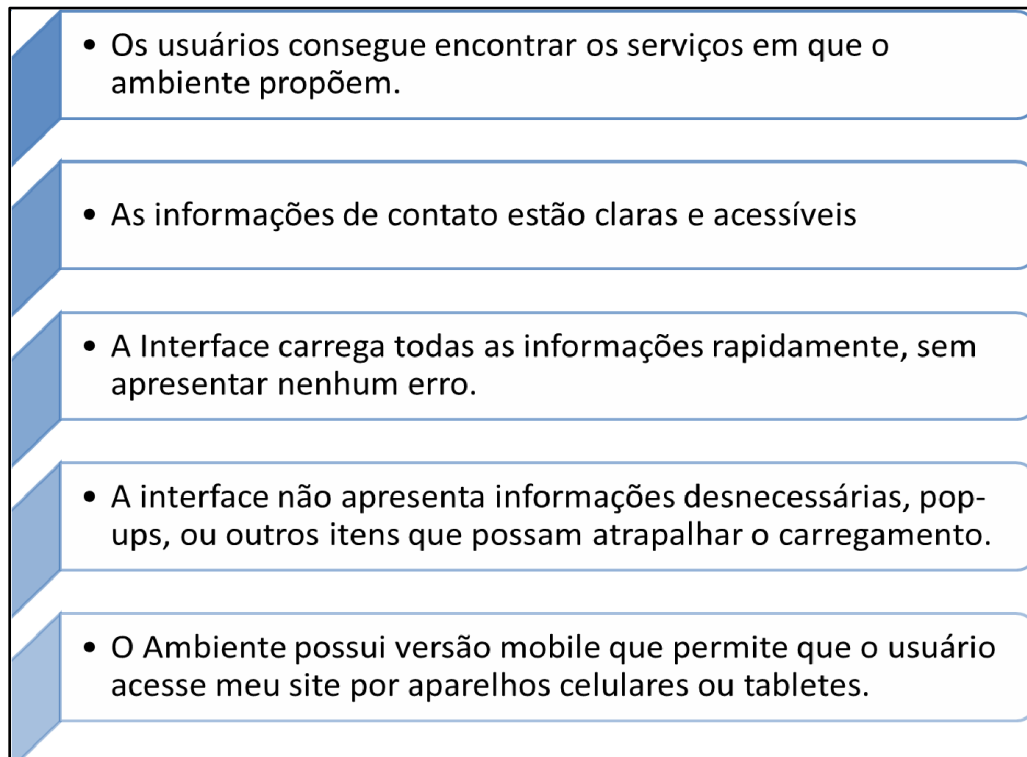 • Os usuários consegue encontrar os serviços em que o
ambiente propõem.
• As informações de contato estão claras e acessíveis
• A Interface carrega todas as informações rapidamente, sem
apresentar nenhum erro.
• A interface não apresenta informações desnecessárias, pop-
ups, ou outros itens que possam atrapalhar o carregamento.
• O Ambiente possui versão mobile que permite que o usuário
acesse meu site por aparelhos celulares ou tabletes.